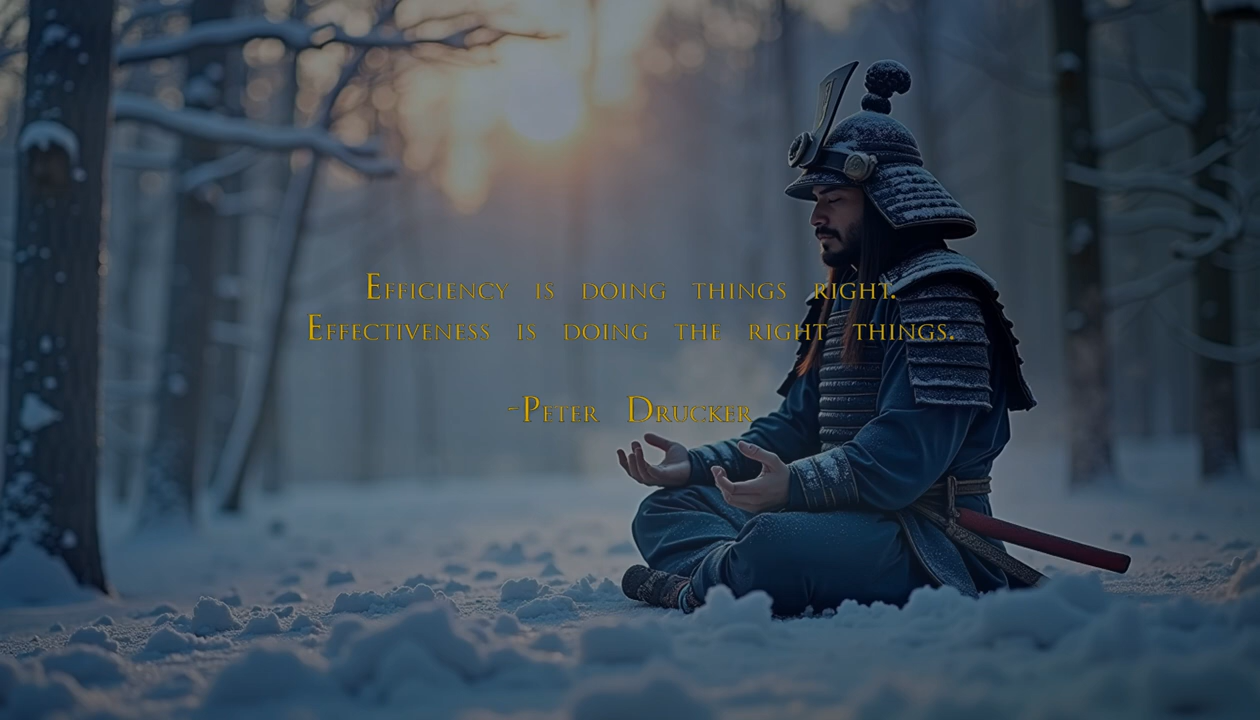 Efficiency is doing things right.
Effectiveness is doing the right things.
-Peter Drucker